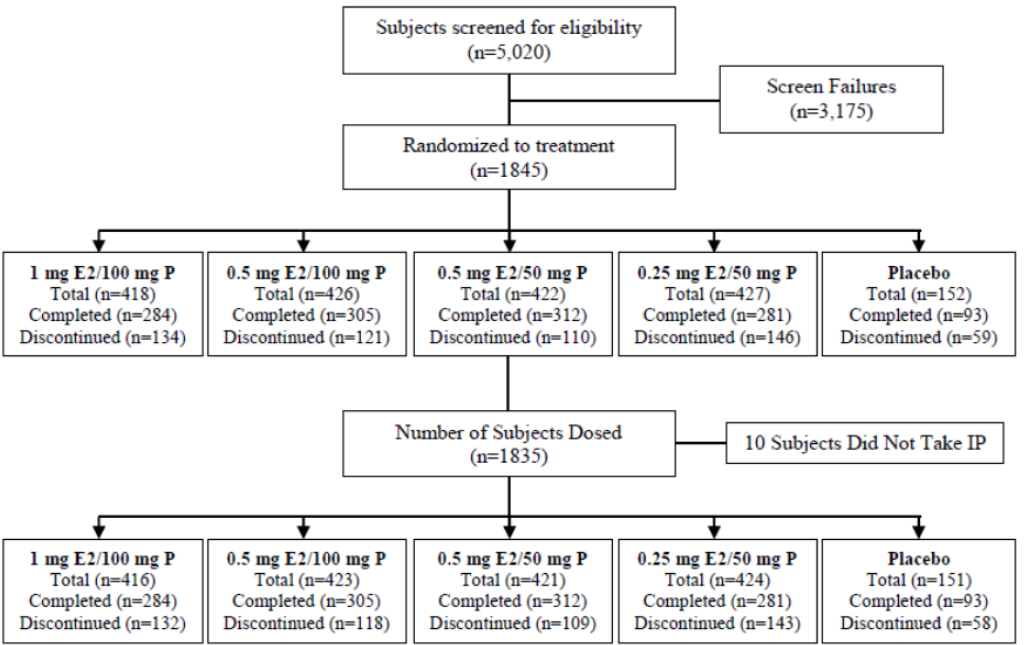 Subjects screened for eligibility
(n=5,020)
Screen Failures
(n=3,175)
Randomized to treatment
(n=1845)
1 mg E2/100 mg P
Total (n=418)
Completed (n=284)
Discontinued (n=134)
0.5 mg E2/100 mg P
Total (n=426)
Completed (n=305)
Discontinued (n=121)
0.5 mg E2/50 mg P
Total (n=422)
Completed (n=312)
Discontinued (n=110)
0.25 mg E2/50 mg P
Total (n=427)
Completed (n=281)
Discontinued (n=146)
Placebo
Total (n=152)
Completed (n=93)
Discontinued (n=59)
Number of Subjects Dosed
(n=1835)
10 Subjects Did Not Take IP
1 mg E2/100 mg P
Total (n=416)
Completed (n=284)
Discontinued (n=132)
0.5 mg E2/100 mg P
Total (n=423)
Completed (n=305)
Discontinued (n=118)
0.5 mg E2/50 mg P
Total (n=421)
Completed (n=312)
Discontinued (n=109)
0.25 mg E2/50 mg P
Total (n=424)
Completed (n=281)
Discontinued (n=143)
Placebo
Total (n=151)
Completed (n=93)
Discontinued (n=58)